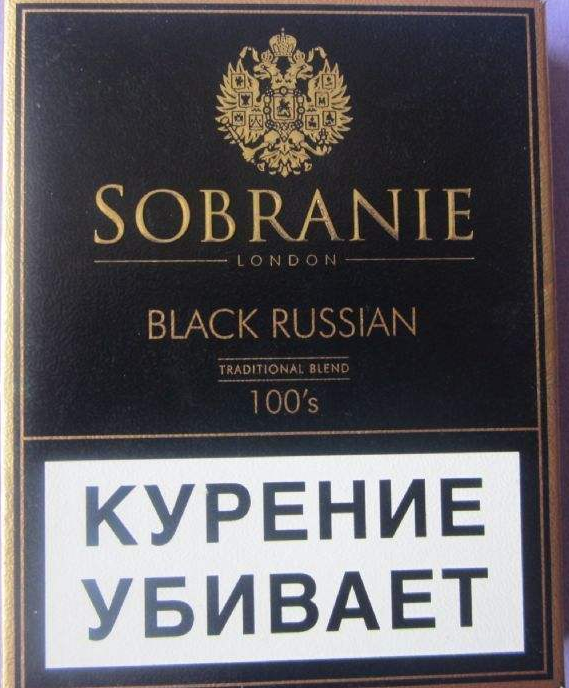 SOBRANIE
LONDON
BLACK RUSSIAN
TRADITIONAL BLEND
100's
КУРЕНИЕ
УБИВАЕТ